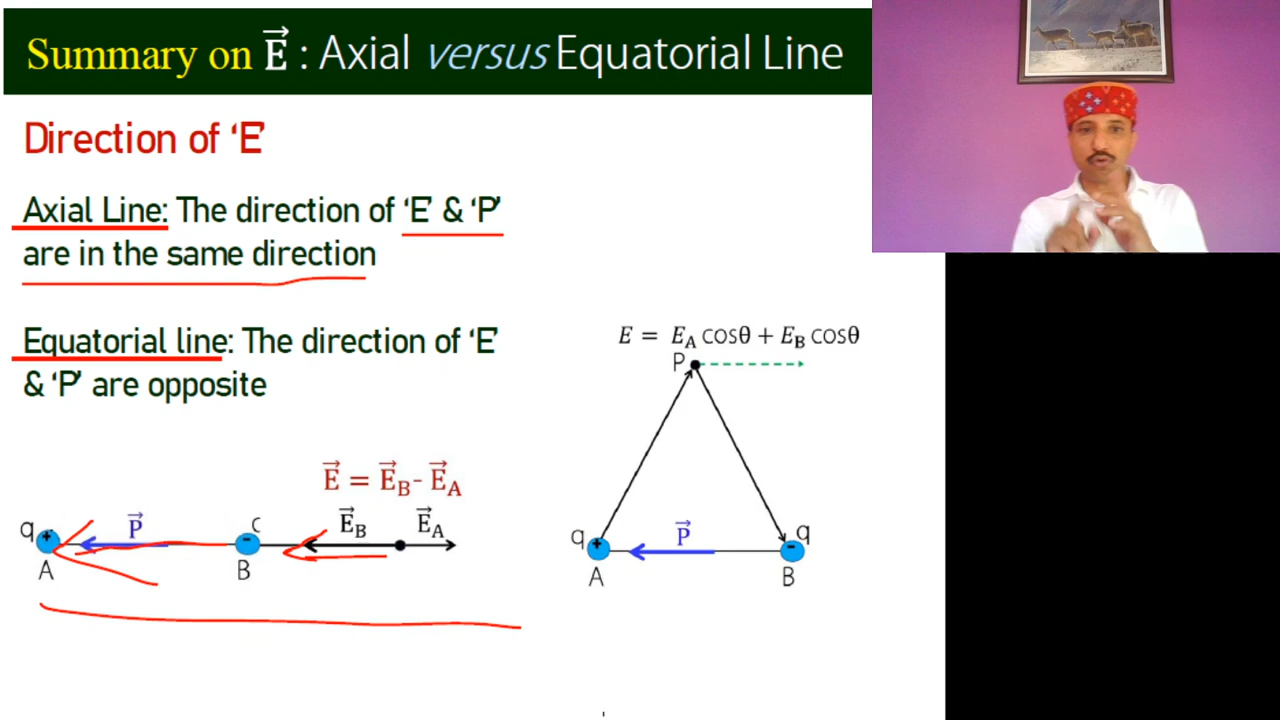 Summary on E⃗ : Axial versus Equatorial Line
Direction of ‘E’
Axial Line: The direction of ‘E’ & ‘P’
are in the same direction
Equatorial line: The direction of ‘E’
& ‘P’ are opposite
E = E_A COSθ + E_B COSθ
P
E⃗ = E⃗_B - E⃗_A
q + P⃗ - C E⃗_B E⃗_A
A B
q + P⃗ - q
A B